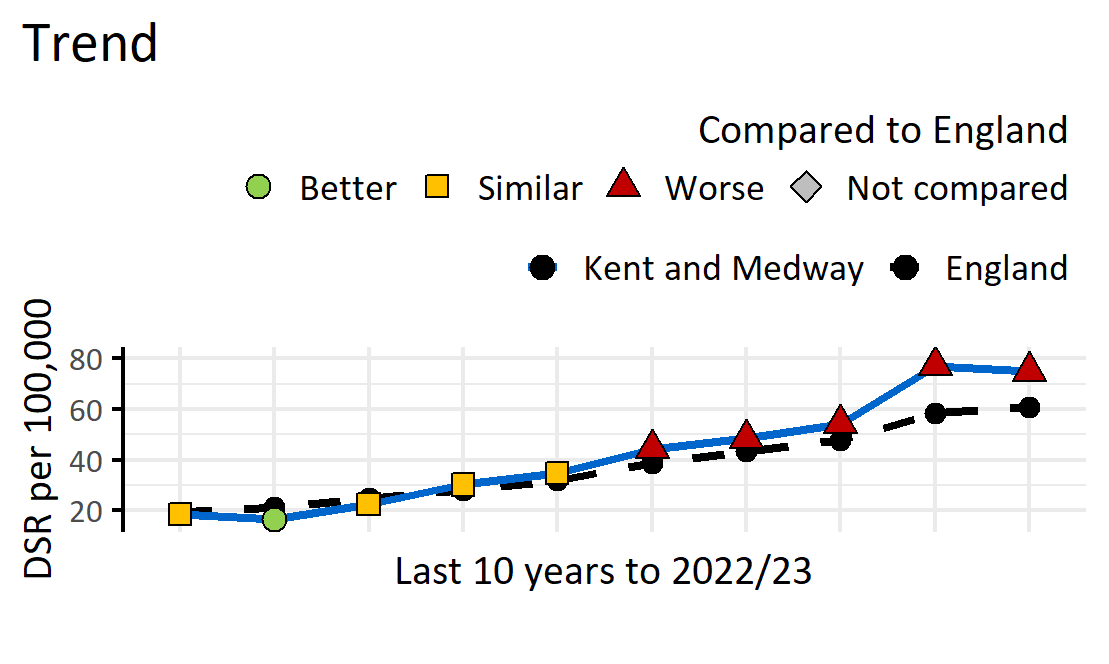 Trend
Compared to England
Better Similar Worse Not compared
Kent and Medway England
DSR per 100,000
80
60
40
20
Last 10 years to 2022/23